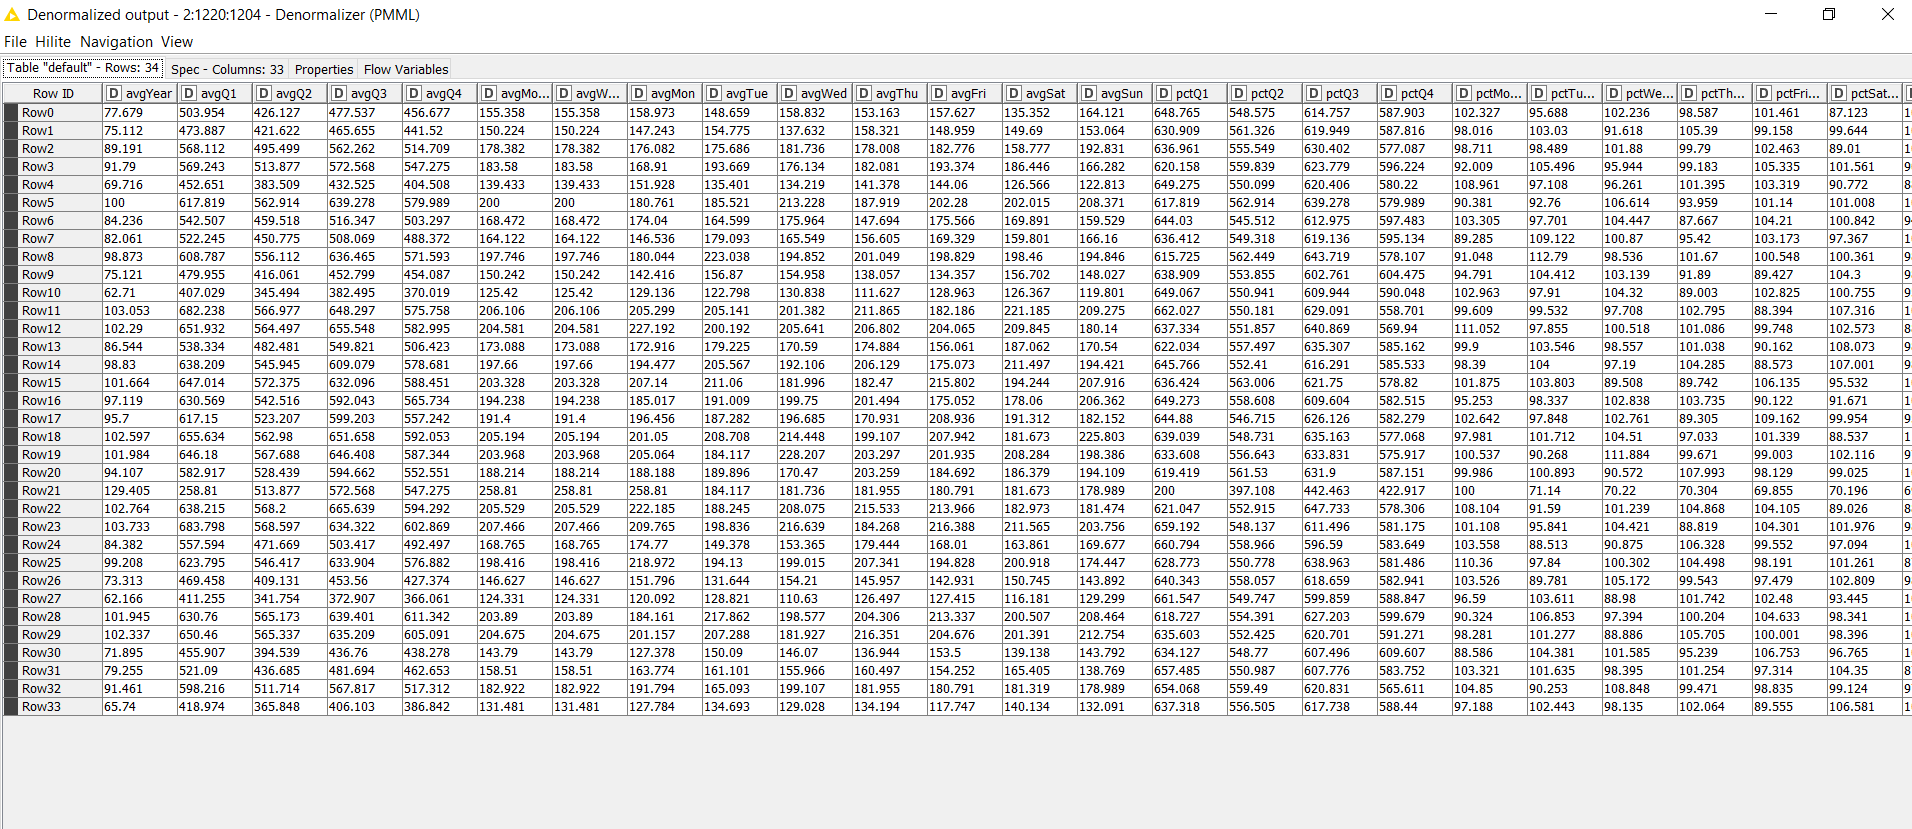 Denormalized output - 2:1220:1204 - Denormalizer (PMML)
File Hilite Navigation View
Table "default" - Rows: 34 Spec - Columns: 33 Properties Flow Variables
Row ID D avgYear D avgQ1 D avgQ2 D avgQ3 D avgQ4 D avgMo... D avgW... D avgMon D avgTue D avgWed D avgThu D avgFri D avgSat D avgSun D pctQ1 D pctQ2 D pctQ3 D pctQ4 D pctMo... D pctTu... D pctWe... D pctTh... D pctFri... D pctSat...
Row0 77.679 503.954 426.127 477.537 456.677 155.358 155.358 158.973 148.659 158.832 153.163 157.627 135.352 164.121 648.765 548.575 614.757 587.903 102.327 95.688 102.236 98.587 101.461 87.123
Row1 75.112 473.887 421.622 465.655 441.52 150.224 150.224 147.243 154.775 137.632 158.321 148.959 149.69 153.064 630.909 561.326 619.949 587.816 98.016 103.03 91.618 105.39 99.158 99.644
Row2 89.191 568.112 495.499 562.262 514.709 178.382 178.382 176.082 175.686 181.736 178.008 182.776 158.777 192.831 636.961 555.549 630.402 577.087 98.711 98.489 101.88 99.79 102.463 89.01
Row3 91.79 569.243 513.877 572.568 547.275 183.58 183.58 168.91 193.669 176.134 182.081 193.374 186.446 166.282 620.158 559.839 623.779 596.224 92.009 105.496 95.944 99.183 105.335 101.561
Row4 69.716 452.651 383.509 432.525 404.508 139.433 139.433 151.928 135.401 134.219 141.378 144.06 126.566 122.813 649.275 550.099 620.406 580.22 108.961 97.108 96.261 101.395 103.319 90.772
Row5 100 617.819 562.914 639.278 579.989 200 200 180.761 185.521 213.228 187.919 202.28 202.015 208.371 617.819 562.914 639.278 579.989 90.381 92.76 106.614 93.959 101.14 101.008
Row6 84.236 542.507 459.518 516.347 503.297 168.472 168.472 174.04 164.599 175.964 147.694 175.566 169.891 159.529 644.03 545.512 612.975 597.483 103.305 97.701 104.447 87.667 104.21 100.842
Row7 82.061 522.245 450.775 508.069 488.372 164.122 164.122 146.536 179.093 165.549 156.605 169.329 159.801 166.16 636.412 549.318 619.136 595.134 89.285 109.122 100.87 95.42 103.173 97.367
Row8 98.873 608.787 556.112 636.465 571.593 197.746 197.746 180.044 223.038 194.852 201.049 198.829 198.46 194.846 615.725 562.449 643.719 578.107 91.048 112.79 98.536 101.67 100.548 100.361
Row9 75.121 479.955 416.061 452.799 454.087 150.242 150.242 142.416 156.87 154.958 138.057 134.357 156.702 148.027 638.909 553.855 602.761 604.475 94.791 104.412 103.139 91.89 89.427 104.3
Row10 62.71 407.029 345.494 382.495 370.019 125.42 125.42 129.136 122.798 130.838 111.627 128.963 126.367 119.801 649.067 550.941 609.944 590.048 102.963 97.91 104.32 89.003 102.825 100.755
Row11 103.053 682.238 566.977 648.297 575.758 206.106 206.106 205.299 205.141 201.382 211.865 182.186 221.185 209.275 662.027 550.181 629.091 558.701 99.609 99.532 97.708 102.795 88.394 107.316
Row12 102.29 651.932 564.497 655.548 582.995 204.581 204.581 227.192 200.192 205.641 206.802 204.065 209.845 180.14 637.334 551.857 640.869 569.94 111.052 97.855 100.518 101.086 99.748 102.573
Row13 86.544 538.334 482.481 549.821 506.423 173.088 173.088 172.916 179.225 170.59 174.884 156.061 187.062 170.54 622.034 557.497 635.307 585.162 99.9 103.546 98.557 101.038 90.162 108.073
Row14 98.83 638.209 545.945 609.079 578.681 197.66 197.66 194.477 205.567 192.106 206.129 175.073 211.497 194.421 645.766 552.41 616.291 585.533 98.39 104 97.19 104.285 88.573 107.001
Row15 101.664 647.014 572.375 632.096 588.451 203.328 203.328 207.14 211.06 181.996 182.47 215.802 194.244 207.916 636.424 563.006 621.75 578.82 101.875 103.803 89.508 89.742 106.135 95.532
Row16 97.119 630.569 542.516 592.043 565.734 194.238 194.238 185.017 191.009 199.75 201.494 175.052 178.06 206.362 649.273 558.608 609.604 582.515 95.253 98.337 102.838 103.735 90.122 91.671
Row17 95.7 617.15 523.207 599.203 557.242 191.4 191.4 196.456 187.282 196.685 170.931 208.936 191.312 182.152 644.88 546.715 626.126 582.279 102.642 97.848 102.761 89.305 109.162 99.954
Row18 102.597 655.634 562.98 651.658 592.053 205.194 205.194 201.05 208.708 214.448 199.107 207.942 181.673 225.803 639.039 548.731 635.163 577.068 97.981 101.712 104.51 97.033 101.339 88.537
Row19 101.984 646.18 567.688 646.408 587.344 203.968 203.968 205.064 184.117 228.207 203.297 201.935 208.284 198.386 633.608 556.643 633.831 575.917 100.537 90.268 111.884 99.671 99.003 102.116
Row20 94.107 582.917 528.439 594.662 552.551 188.214 188.214 188.188 189.896 170.47 203.259 184.692 186.379 194.109 619.419 561.53 631.9 587.151 99.986 100.893 90.572 107.993 98.129 99.025
Row21 129.405 258.81 513.877 572.568 547.275 258.81 258.81 258.81 184.117 181.736 181.955 180.791 181.673 178.989 200 397.108 442.463 422.917 100 71.14 70.22 70.304 69.855 70.196
Row22 102.764 638.215 568.2 665.639 594.292 205.529 205.529 222.185 188.245 208.075 215.533 213.966 182.973 181.474 621.047 552.915 647.733 578.306 108.104 91.59 101.239 104.868 104.105 89.026
Row23 103.733 683.798 568.597 634.322 602.869 207.466 207.466 209.765 198.836 216.639 184.268 216.388 211.565 203.756 659.192 548.137 611.496 581.175 101.108 95.841 104.421 88.819 104.301 101.976
Row24 84.382 557.594 471.669 503.417 492.497 168.765 168.765 174.77 149.378 153.365 179.444 168.01 163.861 169.677 660.794 558.966 596.59 583.649 103.558 88.513 90.875 106.328 99.552 97.094
Row25 99.208 623.795 546.417 633.904 576.882 198.416 198.416 218.972 194.13 199.015 207.341 194.828 200.918 174.447 628.773 550.778 638.963 581.486 110.36 97.84 100.302 104.498 98.191 101.261
Row26 73.313 469.458 409.131 453.56 427.374 146.627 146.627 151.796 131.644 154.21 145.957 142.931 150.745 143.892 640.343 558.057 618.659 582.941 103.526 89.781 105.172 99.543 97.479 102.809
Row27 62.166 411.255 341.754 372.907 366.061 124.331 124.331 120.092 128.821 110.63 126.497 127.415 116.181 129.299 661.547 549.747 599.859 588.847 96.59 103.611 88.98 101.742 102.48 93.445
Row28 101.945 630.76 565.173 639.401 611.342 203.89 203.89 184.161 217.862 198.577 204.306 213.337 200.507 208.464 618.727 554.391 627.203 599.679 90.324 106.853 97.394 100.204 104.633 98.341
Row29 102.337 650.46 565.337 635.209 605.091 204.675 204.675 201.157 207.288 181.927 216.351 204.676 201.391 212.754 635.603 552.425 620.701 591.271 98.281 101.277 88.886 105.705 100.001 98.396
Row30 71.895 455.907 394.539 436.76 438.278 143.79 143.79 127.378 150.09 146.07 136.944 153.5 139.138 143.792 634.127 548.77 607.496 609.607 88.586 104.381 101.585 95.239 106.753 96.765
Row31 79.255 521.09 436.685 481.694 462.653 158.51 158.51 163.774 161.101 155.966 160.497 154.252 165.405 138.769 657.485 550.987 607.776 583.752 103.321 101.635 98.395 101.254 97.314 104.35
Row32 91.461 598.216 511.714 567.817 517.312 182.922 182.922 191.794 165.093 199.107 181.955 180.791 181.319 178.989 654.068 559.49 620.831 565.611 104.85 90.253 108.848 99.471 98.835 99.124
Row33 65.74 418.974 365.848 406.103 386.842 131.481 131.481 127.784 134.693 129.028 134.194 117.747 140.134 132.091 637.318 556.505 617.738 588.44 97.188 102.443 98.135 102.064 89.555 106.581